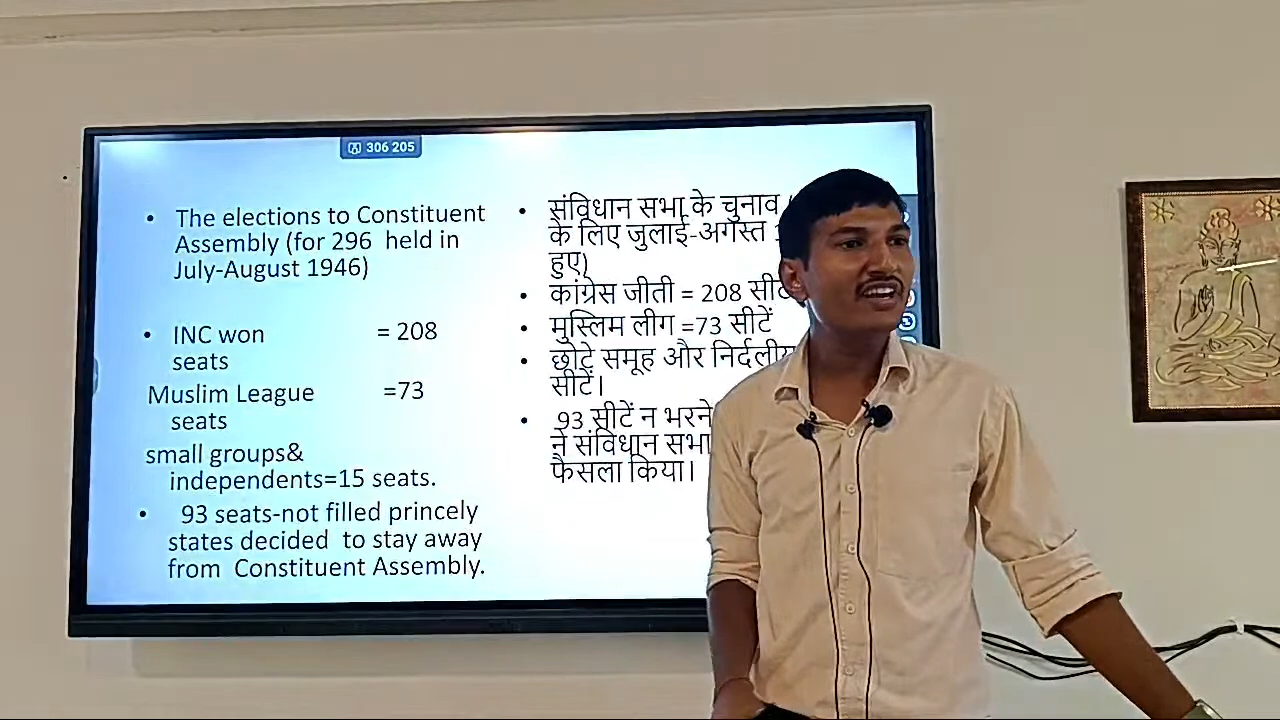 306 205
The elections to Constituent
Assembly (for 296 held in
July-August 1946)
INC won = 208
seats
Muslim League =73
seats
small groups&
independents=15 seats.
93 seats-not filled princely
states decided to stay away
from Constituent Assembly.
संविधान सभा के चुनाव
के लिए जुलाई-अगस्त
हुए)
कांग्रेस जीती = 208
मुस्लिम लीग =73 सीटें
छोटे समूह और निर्दलीय
सीटें।
93 सीटें न भरने
ने संविधान सभा
फैसला किया।